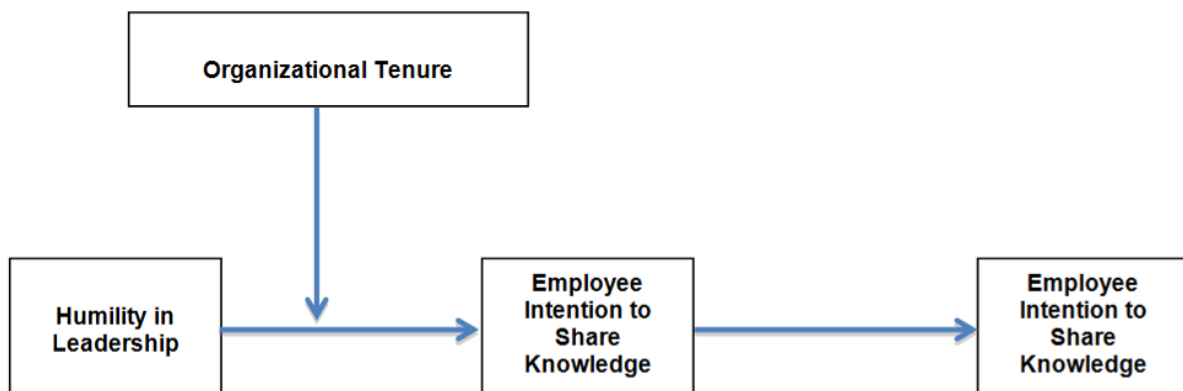 Organizational Tenure
Humility in
Leadership
Employee
Intention to
Share
Knowledge
Employee
Intention to
Share
Knowledge